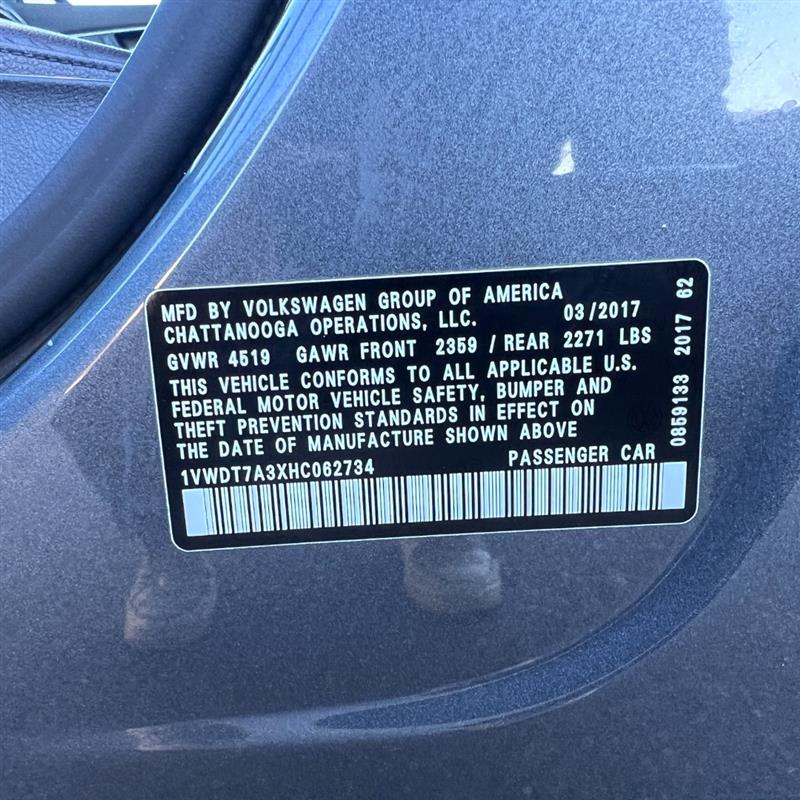 MFD BY VOLKSWAGEN GROUP OF AMERICA
CHATTANOOGA OPERATIONS, LLC. 03/2017
GVWR 4519 GAWR FRONT 2359 / REAR 2271 LBS
THIS VEHICLE CONFORMS TO ALL APPLICABLE U.S.
FEDERAL MOTOR VEHICLE SAFETY, BUMPER AND
THEFT PREVENTION STANDARDS IN EFFECT ON
THE DATE OF MANUFACTURE SHOWN ABOVE
1VWDT7A3XHC062734 PASSENGER CAR
0859133 2017 62